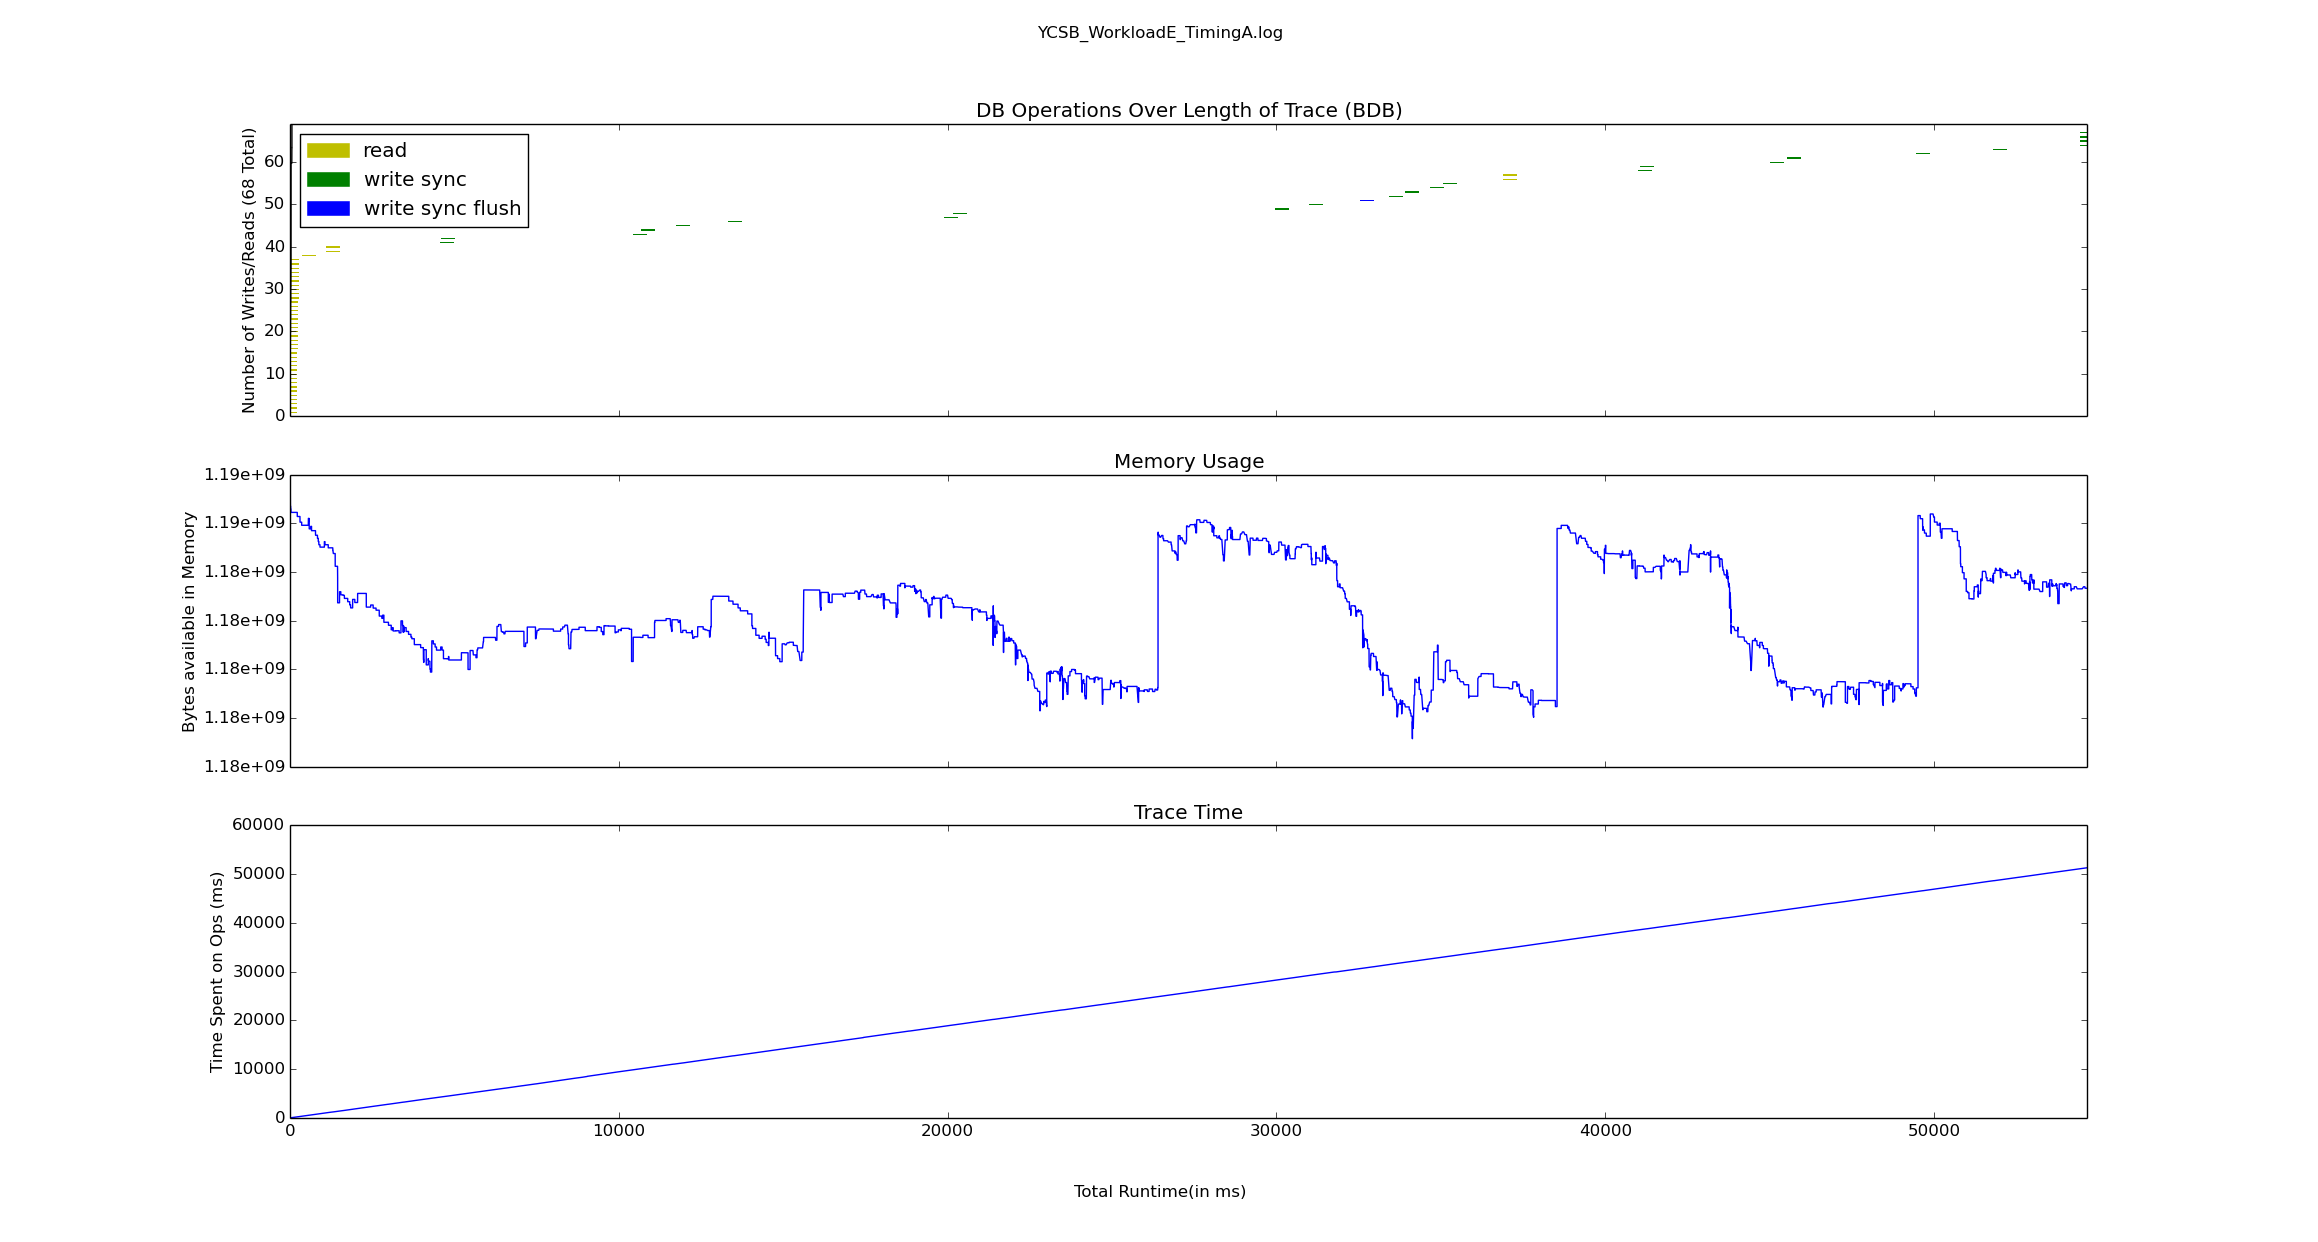 YCSB_WorkloadE_TimingA.log
DB Operations Over Length of Trace (BDB)
Number of Writes/Reads (68 Total)
60
50
40
30
20
10
0
read
write sync
write sync flush
Memory Usage
Bytes available in Memory
1.19e+09
1.19e+09
1.18e+09
1.18e+09
1.18e+09
1.18e+09
1.18e+09
Trace Time
Time Spent on Ops (ms)
60000
50000
40000
30000
20000
10000
0
0 10000 20000 30000 40000 50000
Total Runtime(in ms)